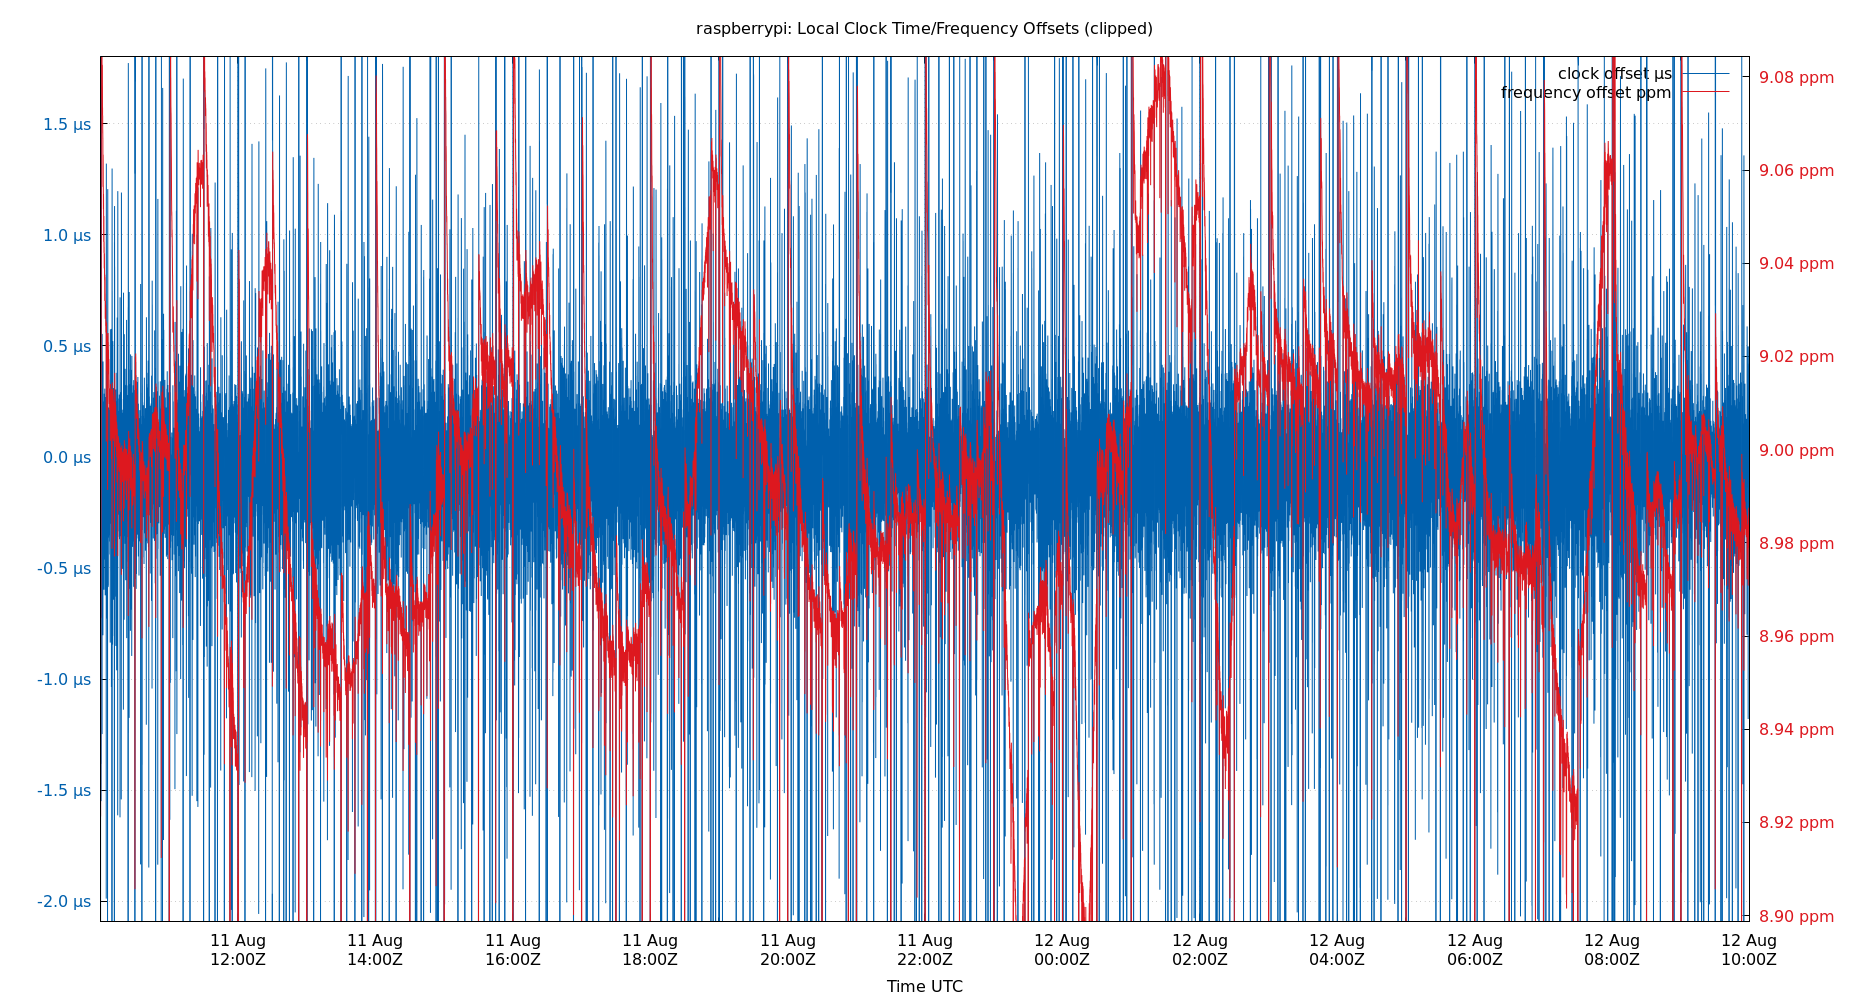 raspberrypi: Local Clock Time/Frequency Offsets (clipped)
clock offset µs
frequency offset ppm
1.5 µs
1.0 µs
0.5 µs
0.0 µs
-0.5 µs
-1.0 µs
-1.5 µs
-2.0 µs
9.08 ppm
9.06 ppm
9.04 ppm
9.02 ppm
9.00 ppm
8.98 ppm
8.96 ppm
8.94 ppm
8.92 ppm
8.90 ppm
11 Aug 11 Aug 11 Aug 11 Aug 11 Aug 11 Aug 12 Aug 12 Aug 12 Aug 12 Aug 12 Aug 12 Aug
12:00Z 14:00Z 16:00Z 18:00Z 20:00Z 22:00Z 00:00Z 02:00Z 04:00Z 06:00Z 08:00Z 10:00Z
Time UTC